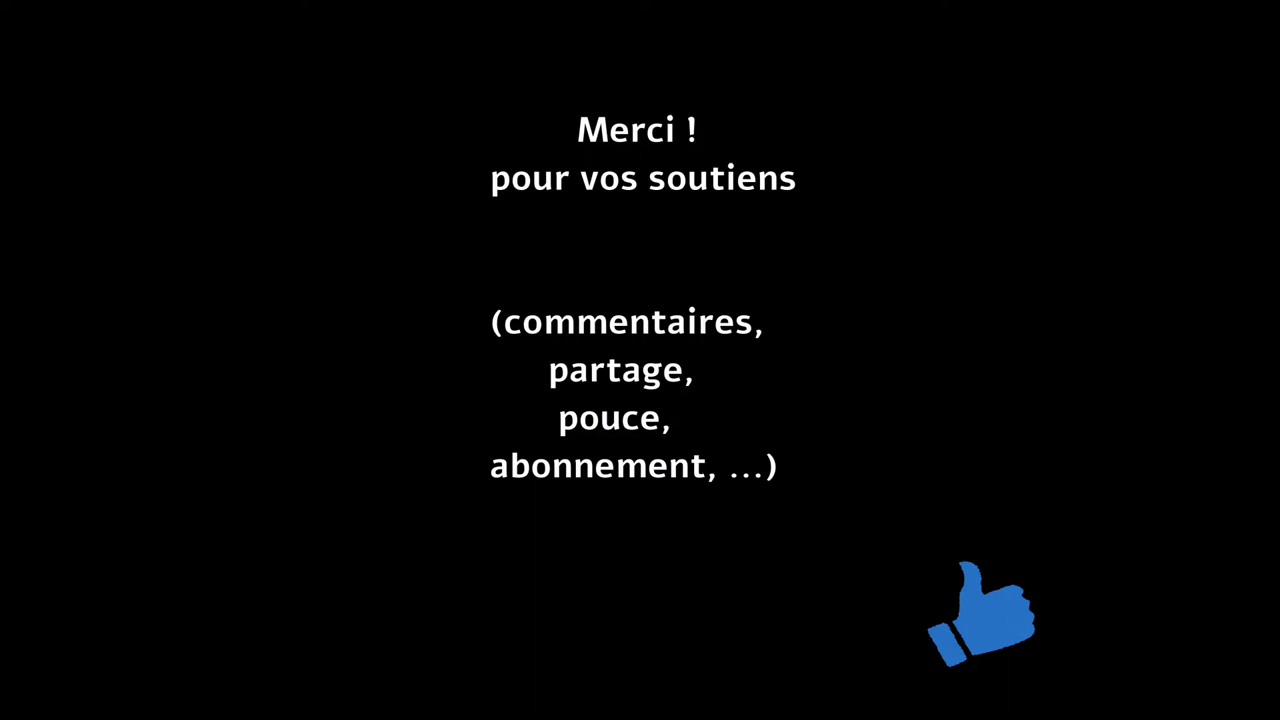 Merci !
pour vos soutiens
(commentaires,
partage,
pouce,
abonnement, ...)